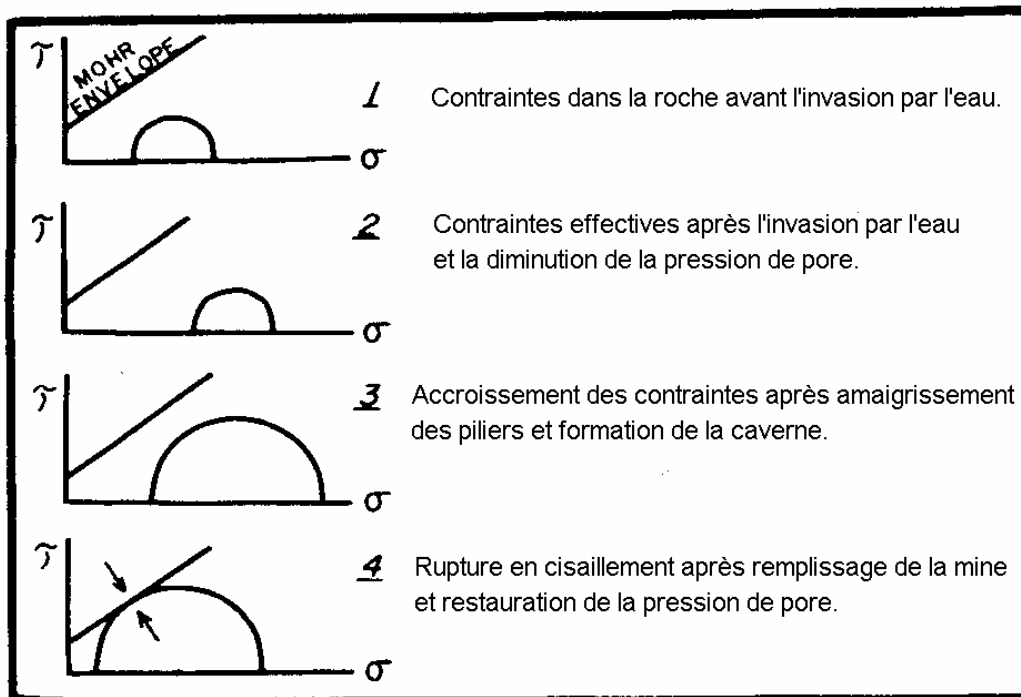 τ
MOHR
ENVELOPE
1 Contraintes dans la roche avant l'invasion par l'eau.
σ
τ
2 Contraintes effectives après l'invasion par l'eau
et la diminution de la pression de pore.
σ
τ
3 Accroissement des contraintes après amaigrissement
des piliers et formation de la caverne.
σ
τ
4 Rupture en cisaillement après remplissage de la mine
et restauration de la pression de pore.
σ